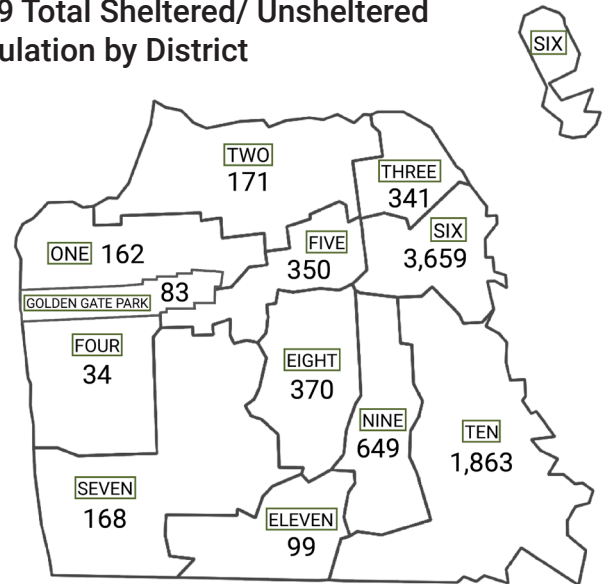 9 Total Sheltered/ Unsheltered
ulation by District
SIX
TWO
171
THREE
341
SIX
3,659
ONE 162
FIVE
350
83
GOLDEN GATE PARK
FOUR
34
EIGHT
370
NINE
649
TEN
1,863
SEVEN
168
ELEVEN
99